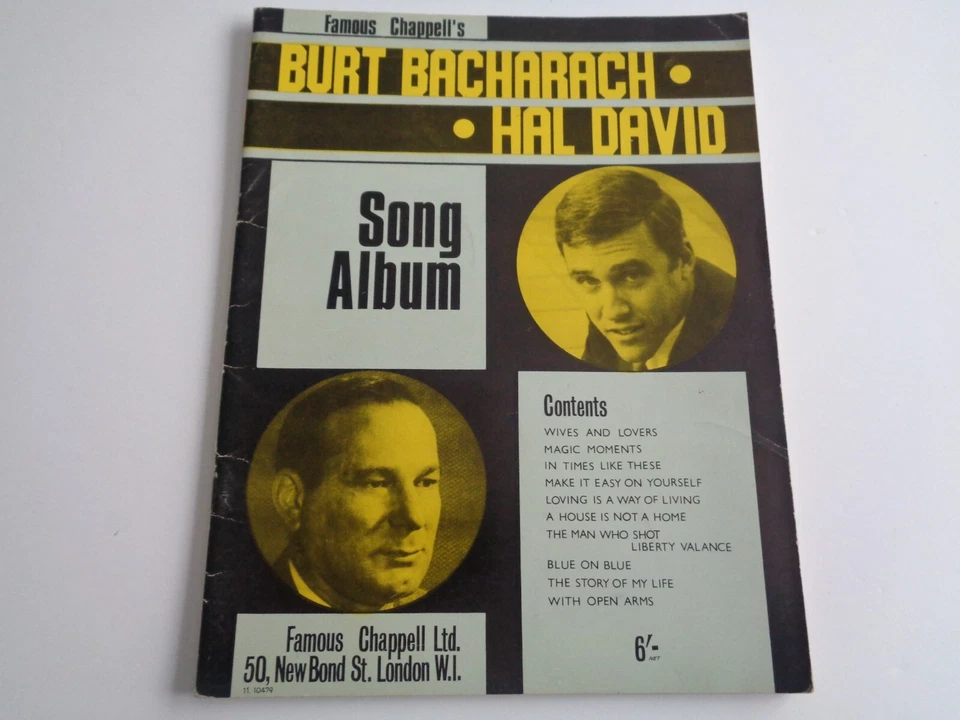 Famous Chappell's
BURT BACHARACH •
• HAL DAVID
Song
Album
Contents
WIVES AND LOVERS
MAGIC MOMENTS
IN TIMES LIKE THESE
MAKE IT EASY ON YOURSELF
LOVING IS A WAY OF LIVING
A HOUSE IS NOT A HOME
THE MAN WHO SHOT
LIBERTY VALANCE
BLUE ON BLUE
THE STORY OF MY LIFE
WITH OPEN ARMS
6/-
NET
Famous Chappell Ltd.
50, New Bond St. London W.I.
11. 10479